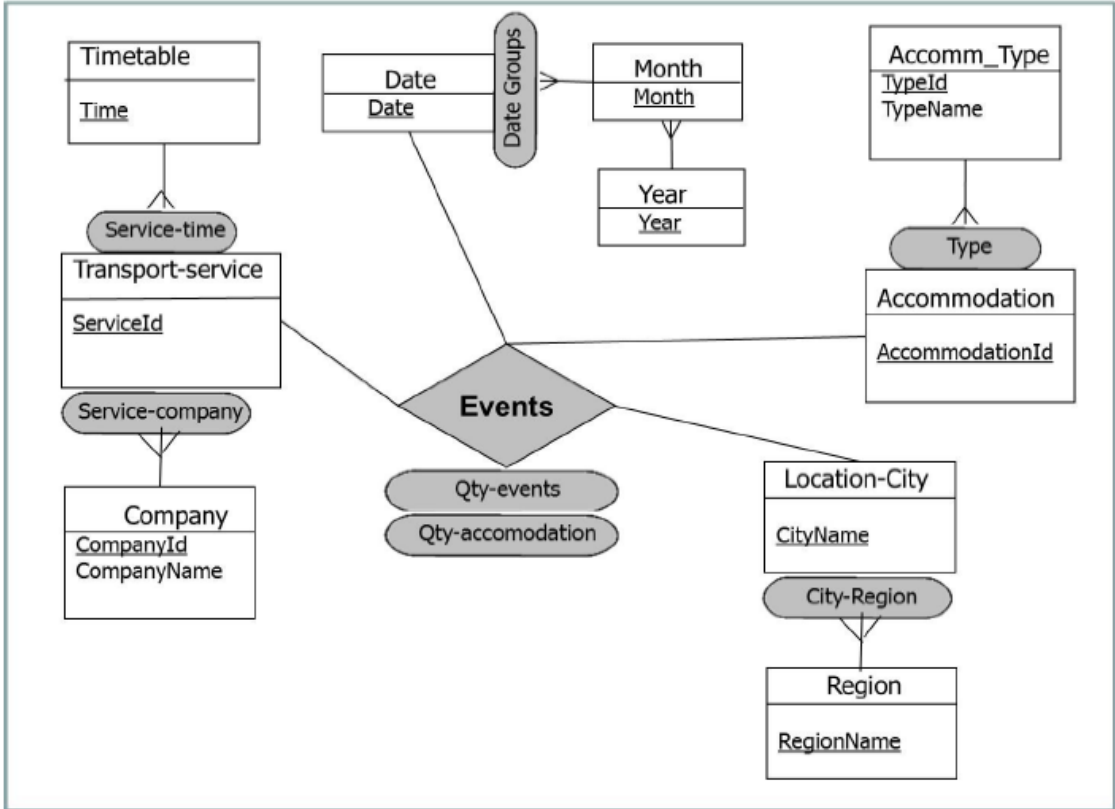 Timetable
Time
Service-time
Transport-service
ServiceId
Service-company
Company
CompanyId
CompanyName
Date
Date
Date Groups
Month
Month
Year
Year
Accomm_Type
TypeId
TypeName
Type
Accommodation
AccommodationId
Events
Qty-events
Qty-accomodation
Location-City
CityName
City-Region
Region
RegionName